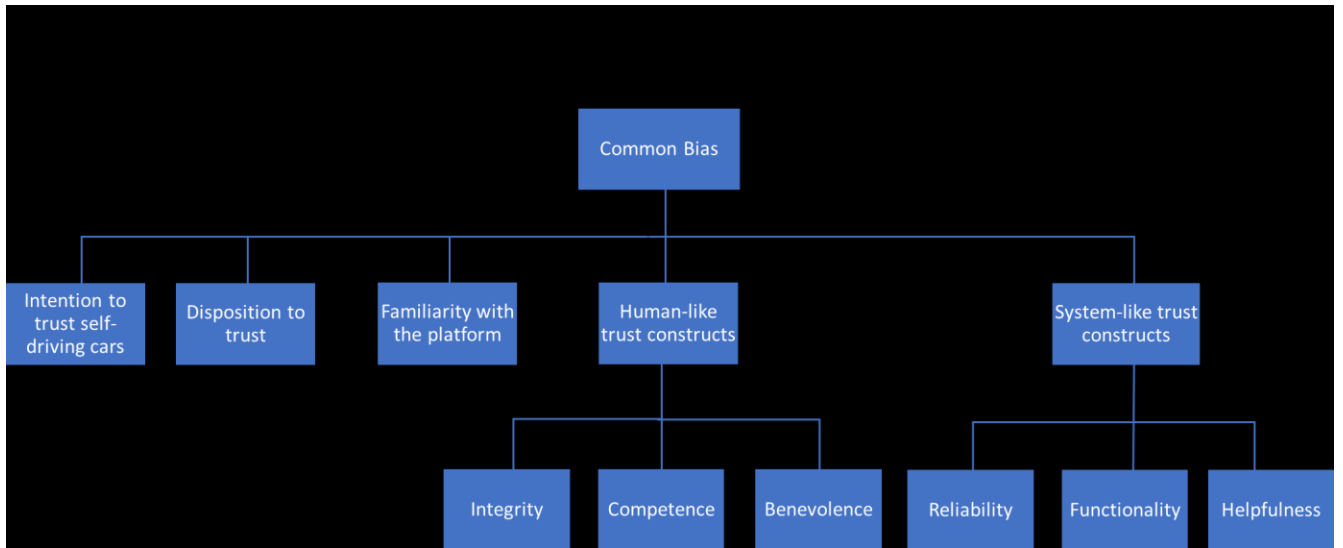 Common Bias
Intention to
trust self-
driving cars
Disposition to
trust
Familiarity with
the platform
Human-like
trust constructs
System-like trust
constructs
Integrity
Competence
Benevolence
Reliability
Functionality
Helpfulness